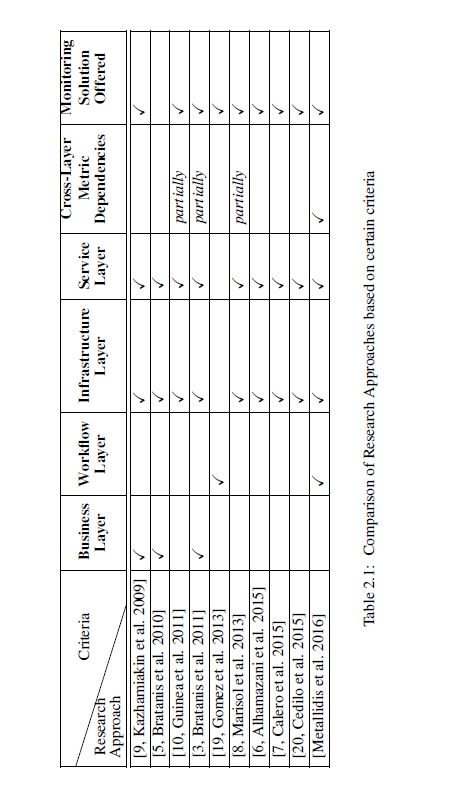 Criteria
Research
Approach
Business
Layer
Workflow
Layer
Infrastructure
Layer
Service
Layer
Cross-Layer
Metric
Dependencies
Monitoring
Solution
Offered
[9, Kazhamiakin et al. 2009] ✓ ✓ ✓ ✓
[5, Bratanis et al. 2010] ✓ ✓ ✓
[10, Guinea et al. 2011] ✓ ✓ partially ✓
[3, Bratanis et al. 2011] ✓ ✓ ✓ partially ✓
[19, Gomez et al. 2013] ✓ ✓
[8, Marisol et al. 2013] ✓ ✓ partially ✓
[6, Alhamazani et al. 2015] ✓ ✓ ✓
[7, Calero et al. 2015] ✓ ✓ ✓
[20, Cedilo et al. 2015] ✓ ✓ ✓
[Metallidis et al. 2016] ✓ ✓ ✓ ✓ ✓
Table 2.1: Comparison of Research Approaches based on certain criteria